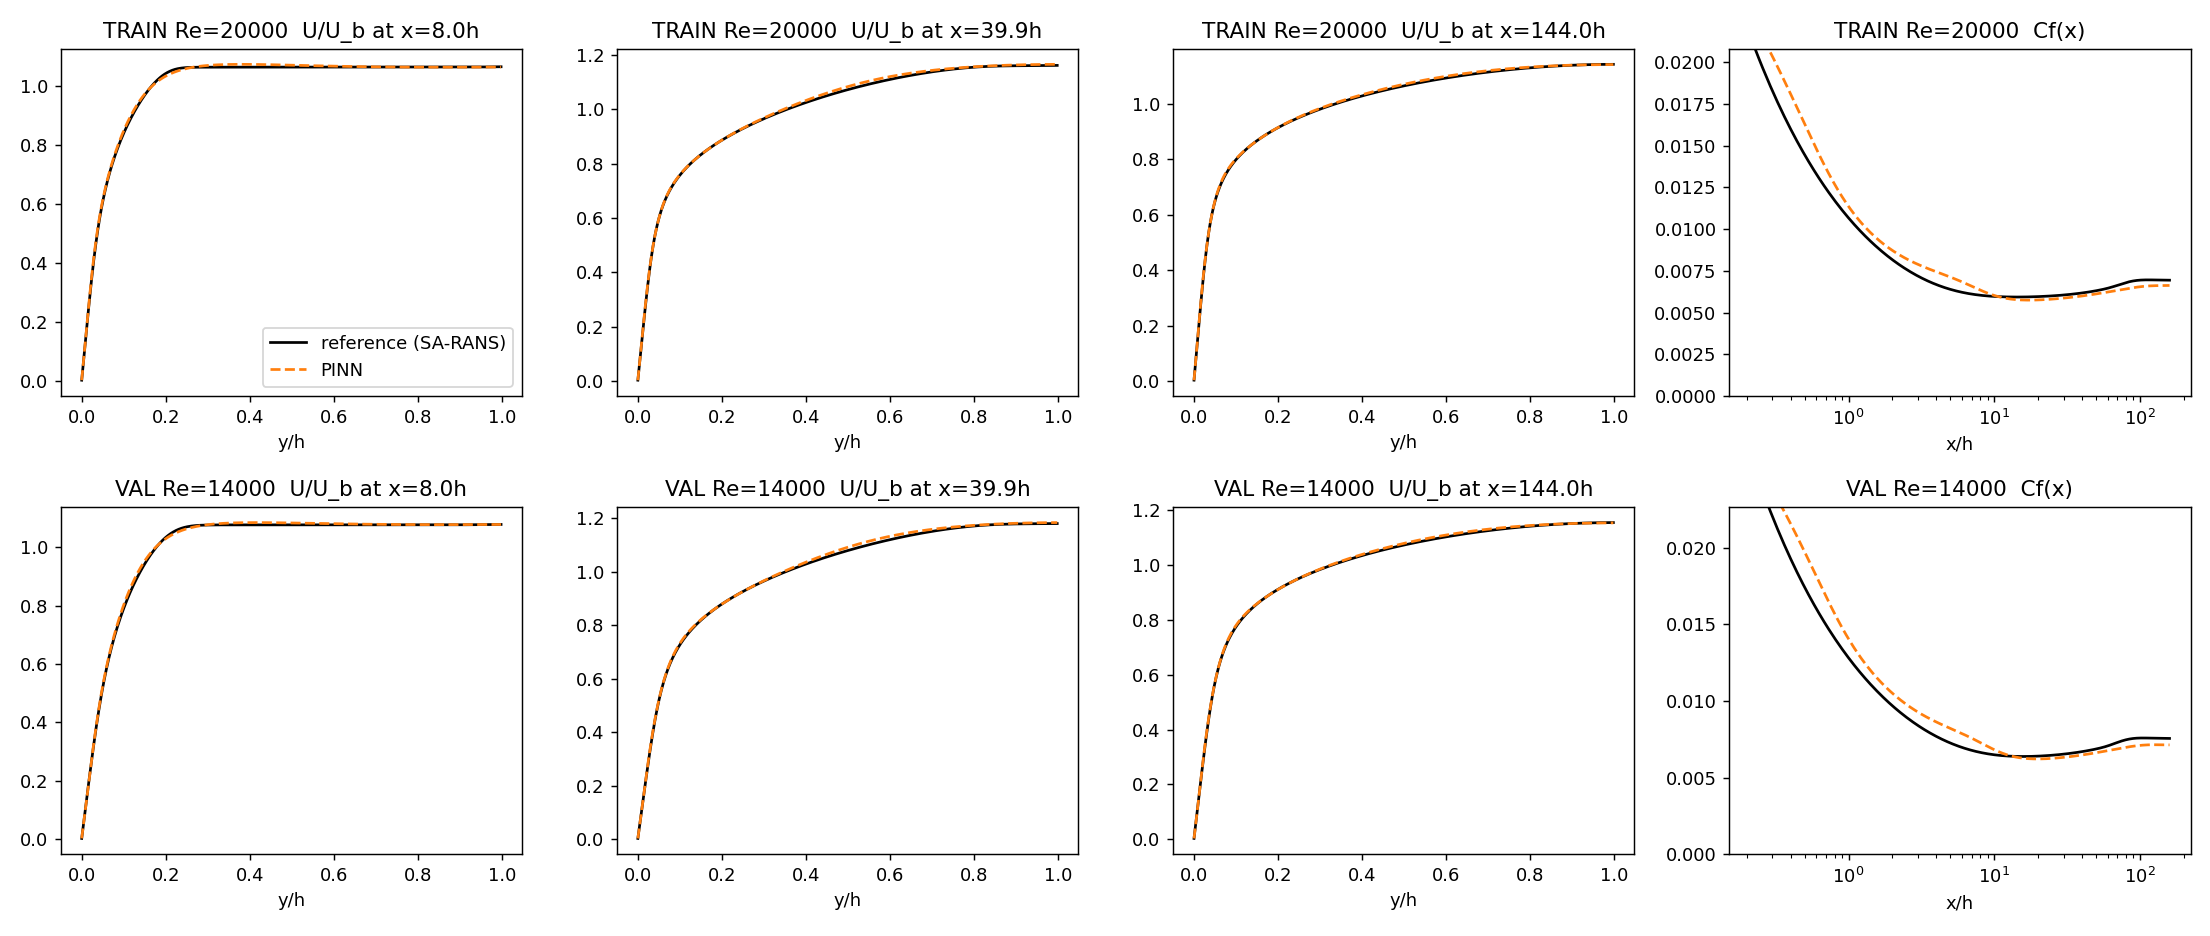 TRAIN Re=20000 U/U_b at x=8.0h
1.0
0.8
0.6
0.4
0.2
0.0
reference (SA-RANS)
PINN
0.0 0.2 0.4 0.6 0.8 1.0
y/h
TRAIN Re=20000 U/U_b at x=39.9h
1.2
1.0
0.8
0.6
0.4
0.2
0.0
0.0 0.2 0.4 0.6 0.8 1.0
y/h
TRAIN Re=20000 U/U_b at x=144.0h
1.0
0.8
0.6
0.4
0.2
0.0
0.0 0.2 0.4 0.6 0.8 1.0
y/h
TRAIN Re=20000 Cf(x)
0.0200
0.0175
0.0150
0.0125
0.0100
0.0075
0.0050
0.0025
0.0000
10⁰ 10¹ 10²
x/h
VAL Re=14000 U/U_b at x=8.0h
1.0
0.8
0.6
0.4
0.2
0.0
0.0 0.2 0.4 0.6 0.8 1.0
y/h
VAL Re=14000 U/U_b at x=39.9h
1.2
1.0
0.8
0.6
0.4
0.2
0.0
0.0 0.2 0.4 0.6 0.8 1.0
y/h
VAL Re=14000 U/U_b at x=144.0h
1.2
1.0
0.8
0.6
0.4
0.2
0.0
0.0 0.2 0.4 0.6 0.8 1.0
y/h
VAL Re=14000 Cf(x)
0.020
0.015
0.010
0.005
0.000
10⁰ 10¹ 10²
x/h